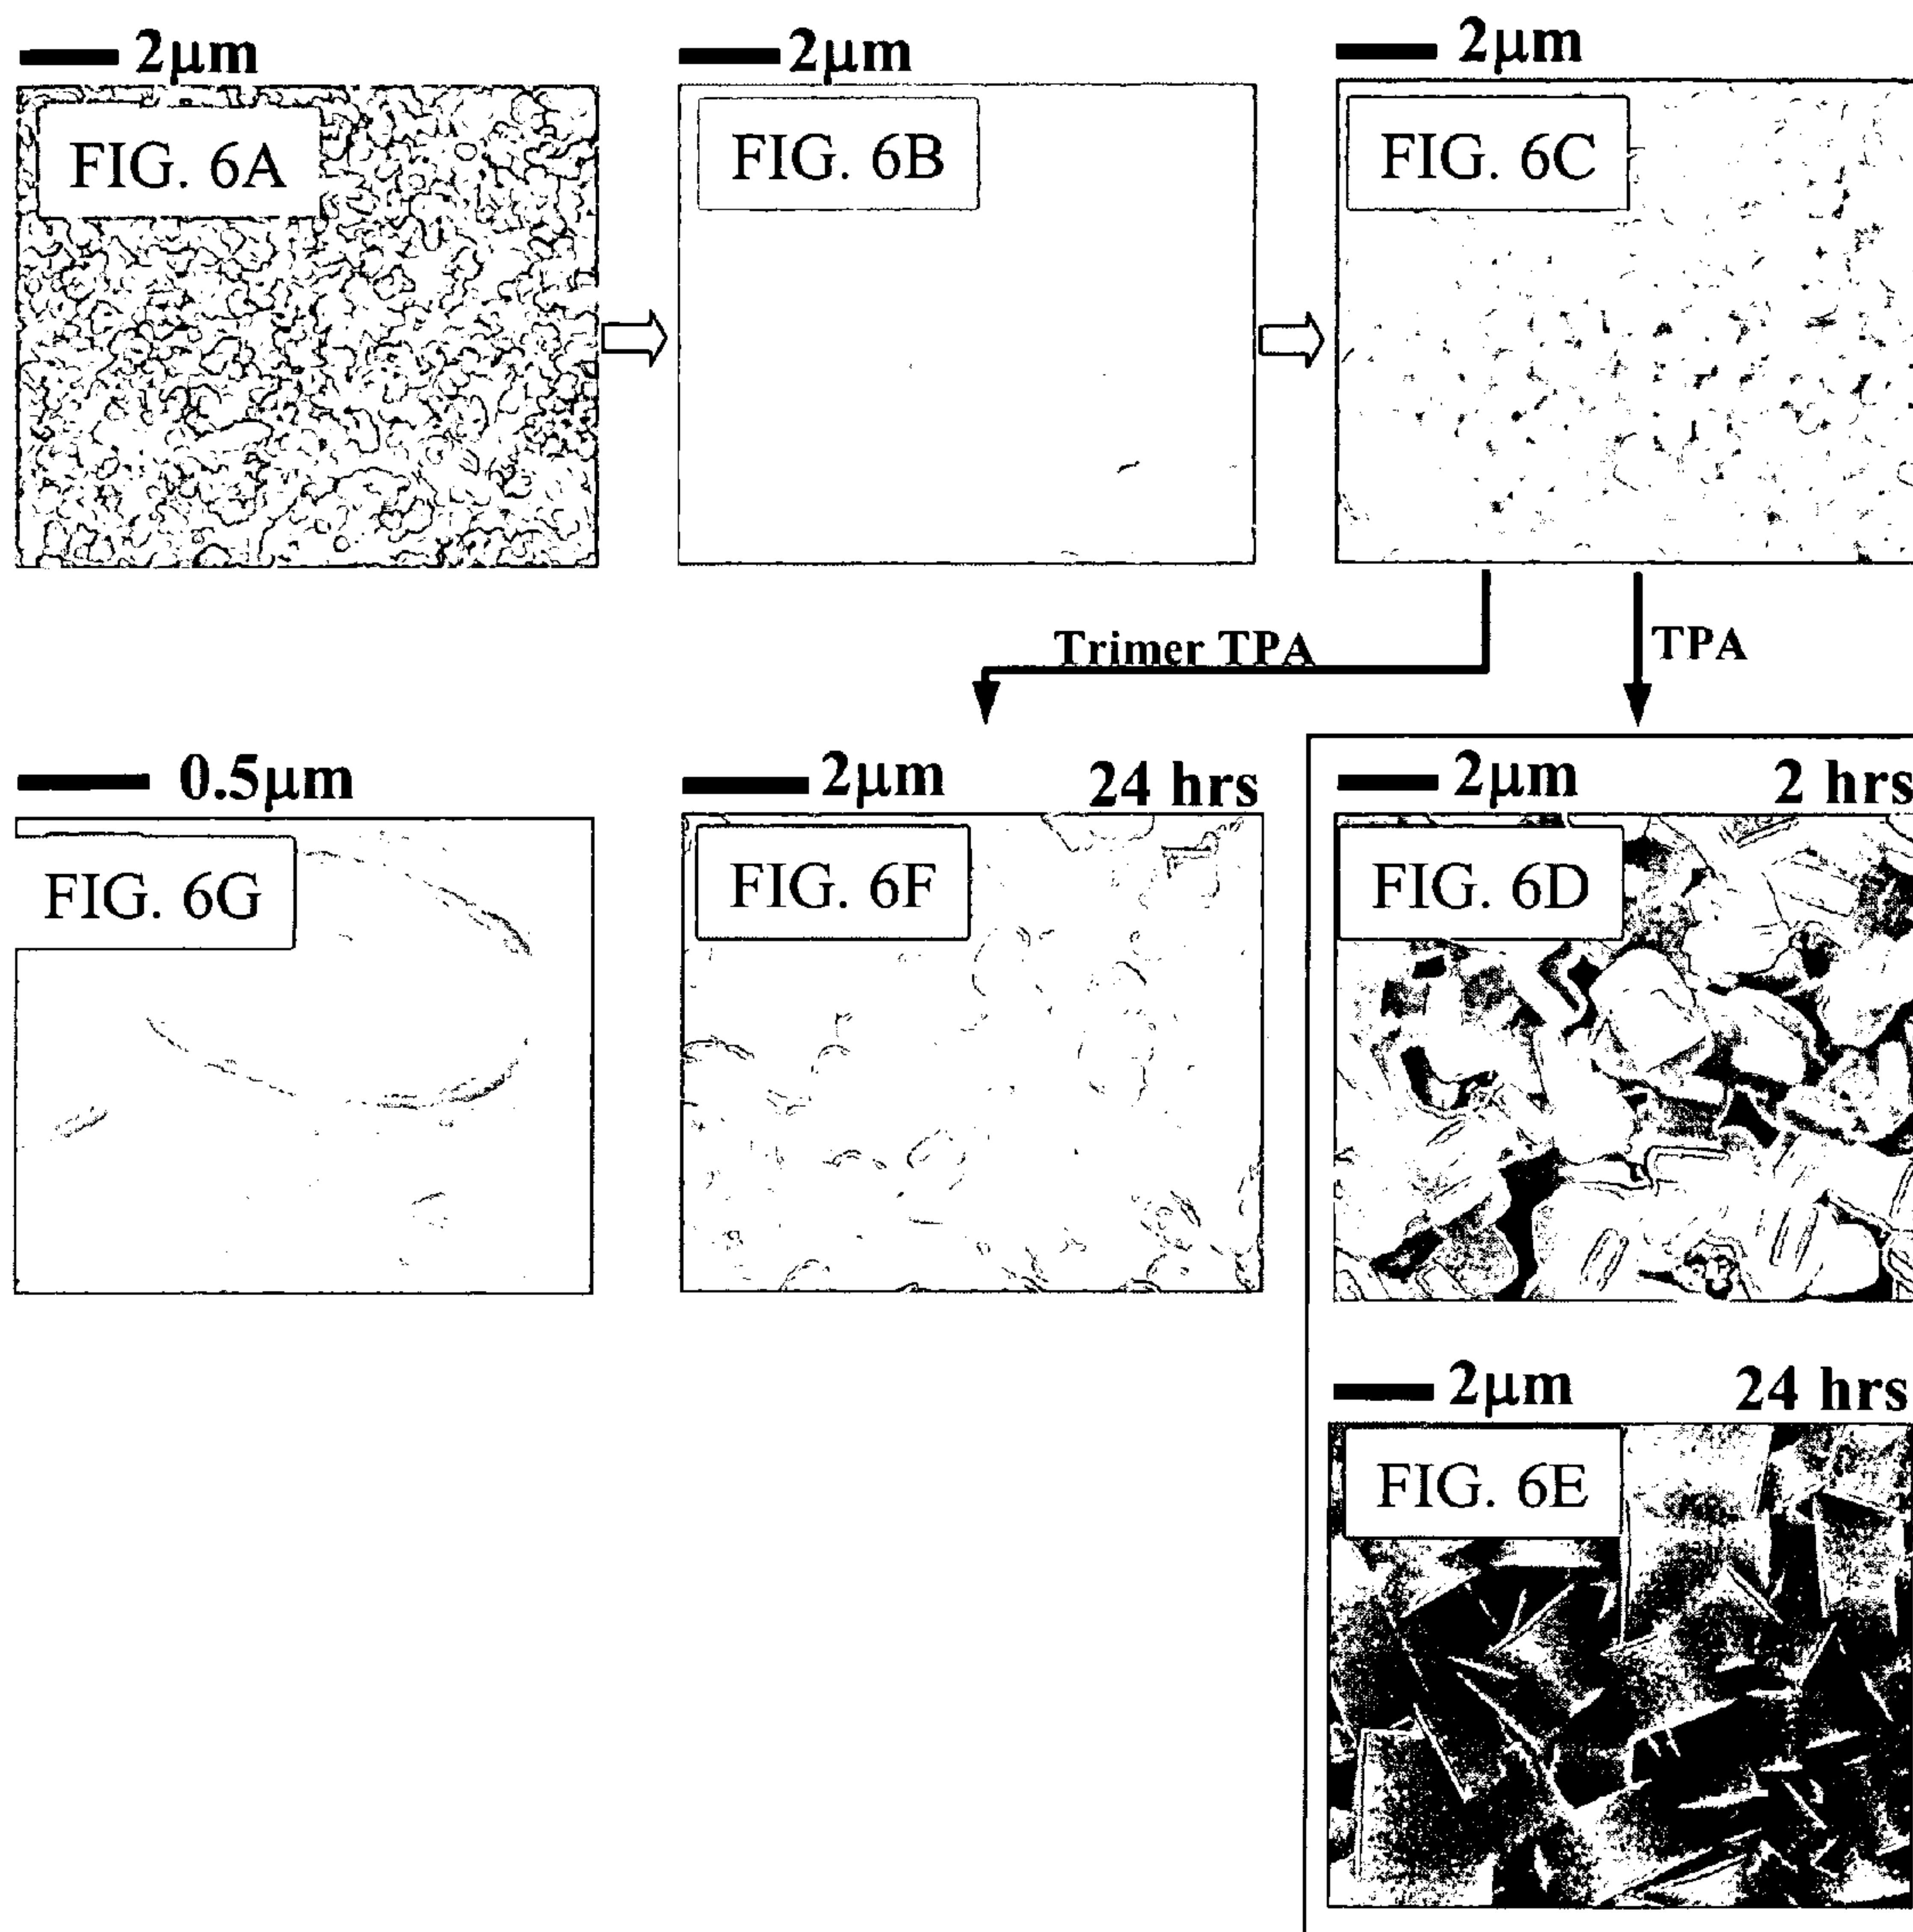 2μm
2μm
2μm
FIG. 6A
FIG. 6B
FIG. 6C
Trimer TPA
TPA
0.5μm
2μm
24 hrs
2μm
2 hrs
FIG. 6G
FIG. 6F
FIG. 6D
2μm
24 hrs
FIG. 6E